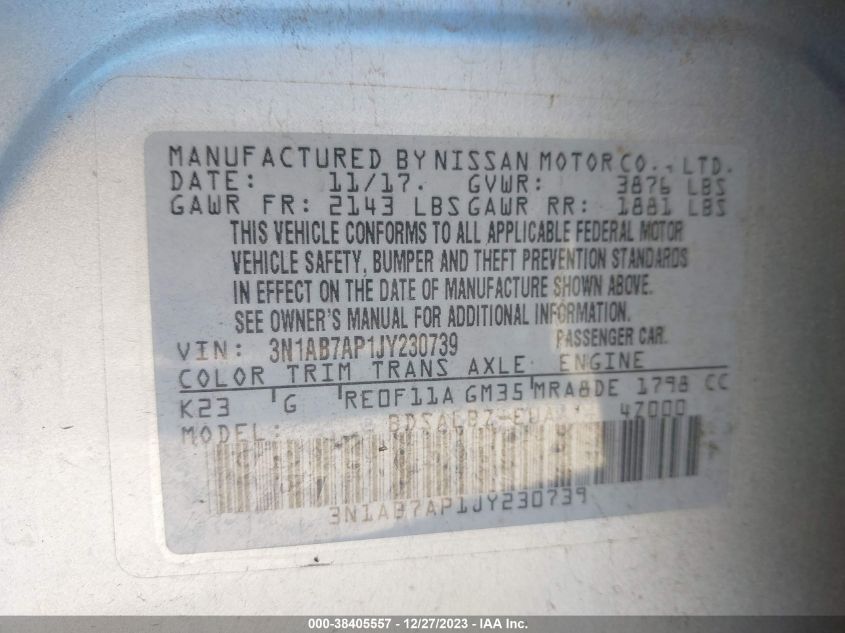 MANUFACTURED BY NISSAN MOTOR CO., LTD.
DATE: 11/17. GVWR: 3876 LBS
GAWR FR: 2143 LBS GAWR RR: 1881 LBS
THIS VEHICLE CONFORMS TO ALL APPLICABLE FEDERAL MOTOR
VEHICLE SAFETY, BUMPER AND THEFT PREVENTION STANDARDS
IN EFFECT ON THE DATE OF MANUFACTURE SHOWN ABOVE.
SEE OWNER'S MANUAL FOR ADDITIONAL INFORMATION.
VIN: 3N1AB7AP1JY230739 PASSENGER CAR.
COLOR TRIM TRANS AXLE ENGINE
K23 G RE0F11A GM35 MRA8DE 1798 CC
MODEL: 47000
3N1AB7AP1JY230739
000-38405557 - 12/27/2023 - IAA Inc.